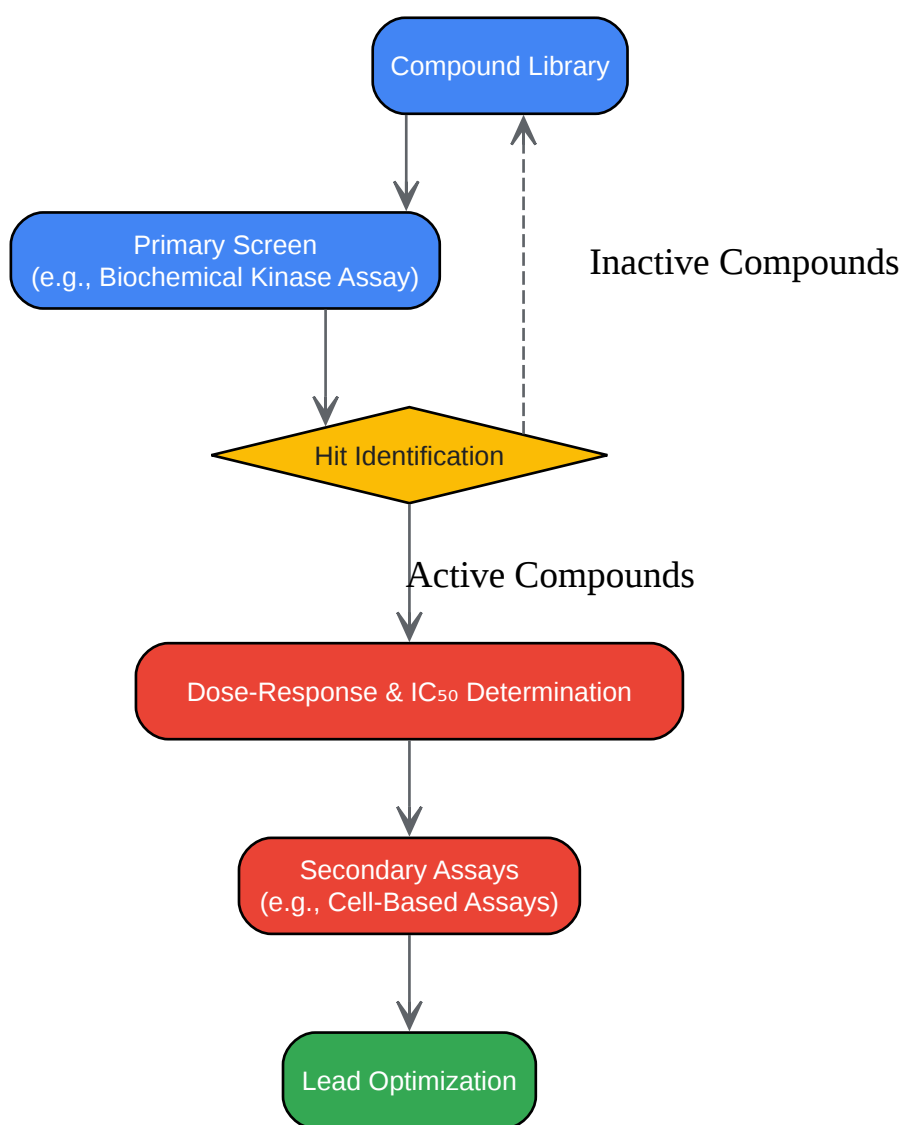 Compound Library
Primary Screen
(e.g., Biochemical Kinase Assay)
Inactive Compounds
Hit Identification
Active Compounds
Dose-Response & IC₅₀ Determination
Secondary Assays
(e.g., Cell-Based Assays)
Lead Optimization